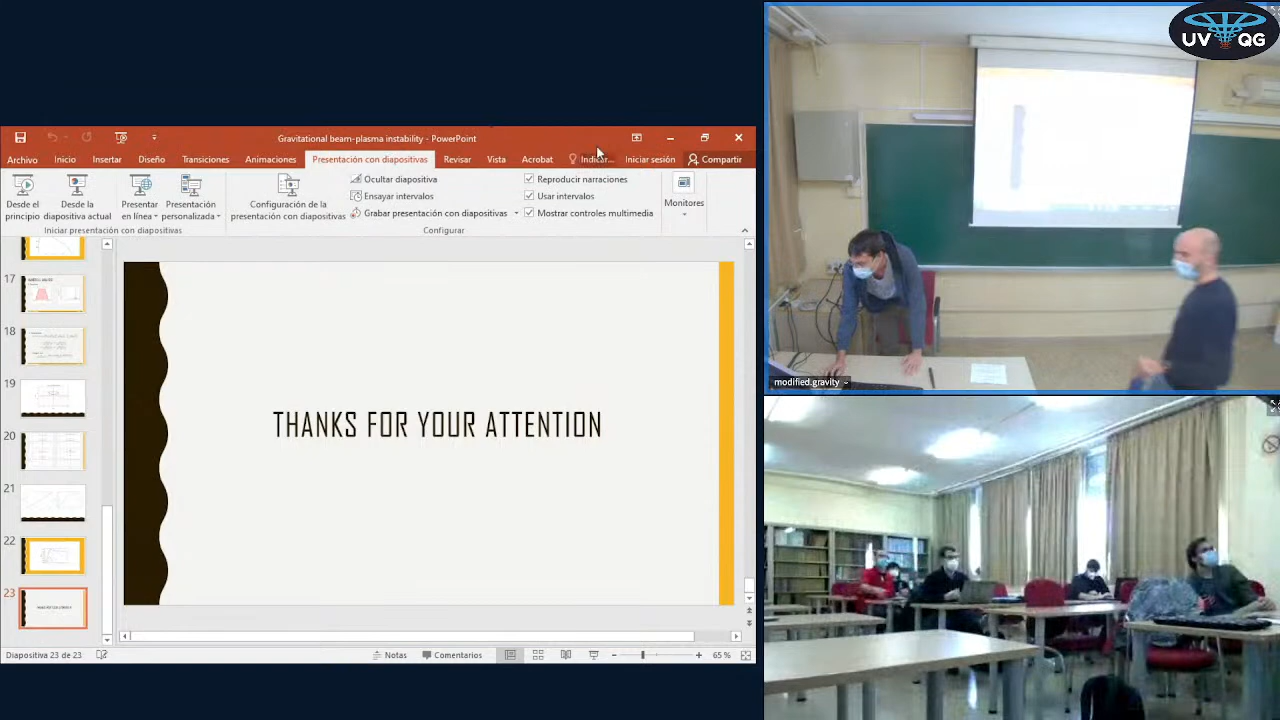 Gravitational beam-plasma instability - PowerPoint
Archivo Inicio Insertar Diseño Transiciones Animaciones Presentación con diapositivas Revisar Vista Acrobat Indicar... Iniciar sesión Compartir
Desde el principio
Desde la diapositiva actual
Presentar en línea
Presentación personalizada
Configuración de la presentación con diapositivas
Ocultar diapositiva
Ensayar intervalos
Grabar presentación con diapositivas
Reproducir narraciones
Usar intervalos
Mostrar controles multimedia
Monitores
Iniciar presentación con diapositivas
Configurar
17
18
19
20
21
22
23
THANKS FOR YOUR ATTENTION
Diapositiva 23 de 23
Notas
Comentarios
65 %
UV QG
modified.gravity